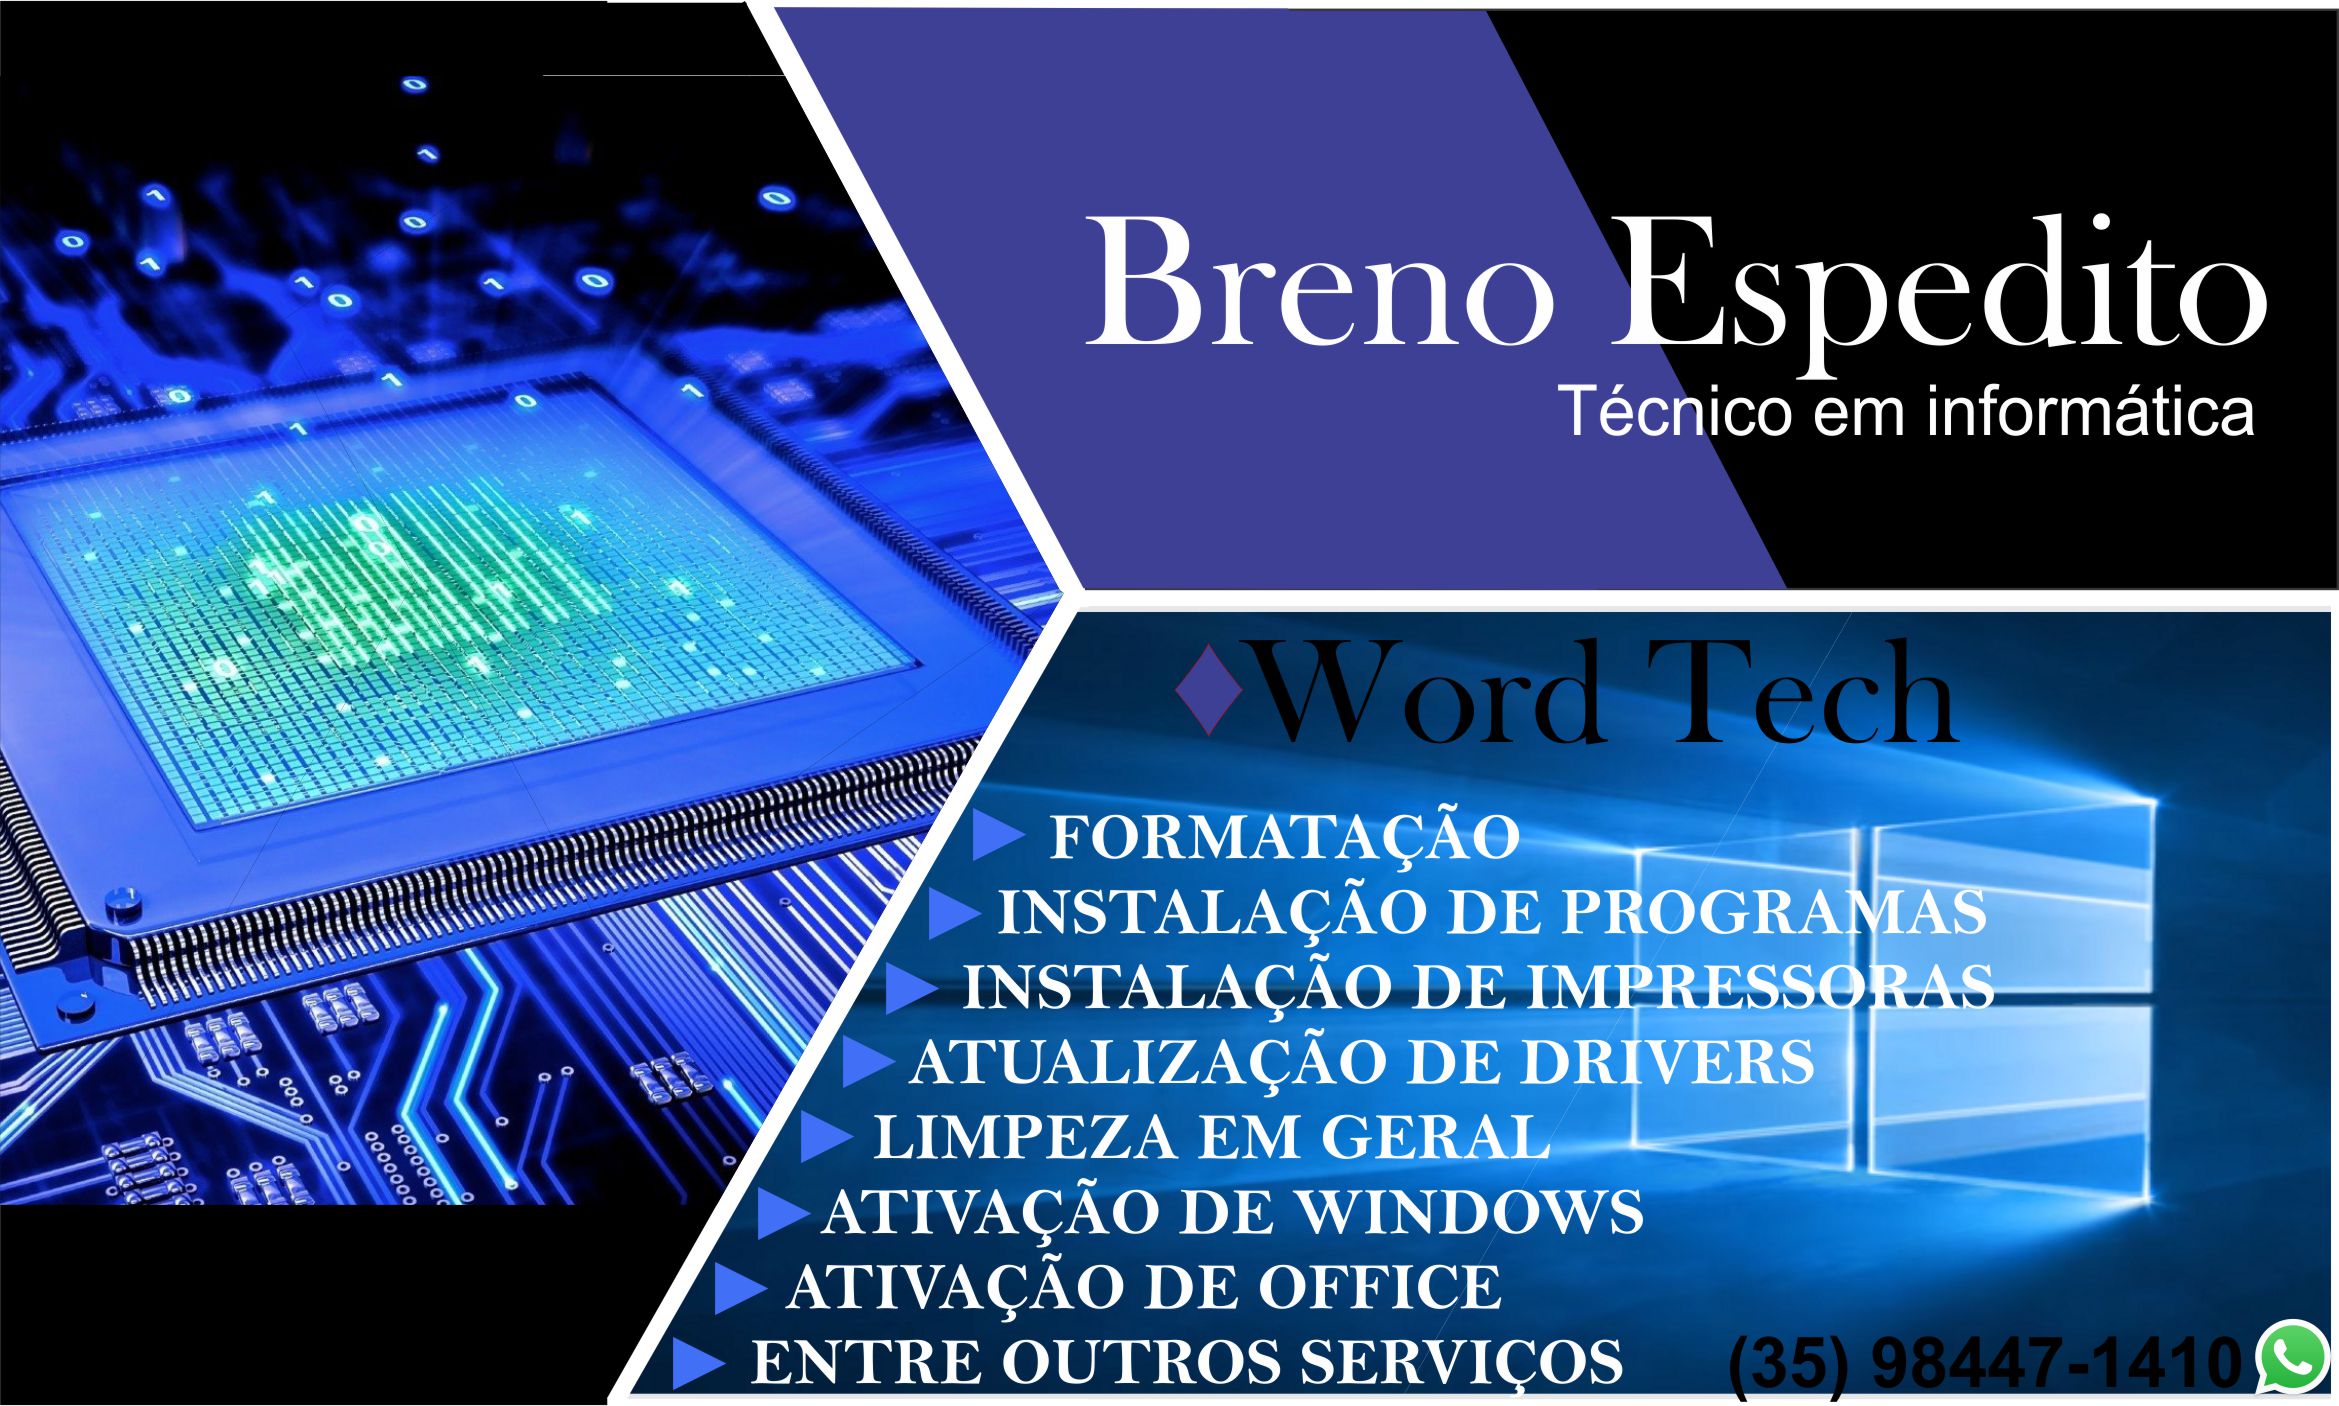 Breno Espedito
Técnico em informática
Word Tech
FORMATAÇÃO
INSTALAÇÃO DE PROGRAMAS
INSTALAÇÃO DE IMPRESSORAS
ATUALIZAÇÃO DE DRIVERS
LIMPEZA EM GERAL
ATIVAÇÃO DE WINDOWS
ATIVAÇÃO DE OFFICE
ENTRE OUTROS SERVIÇOS
(35) 98447-1410